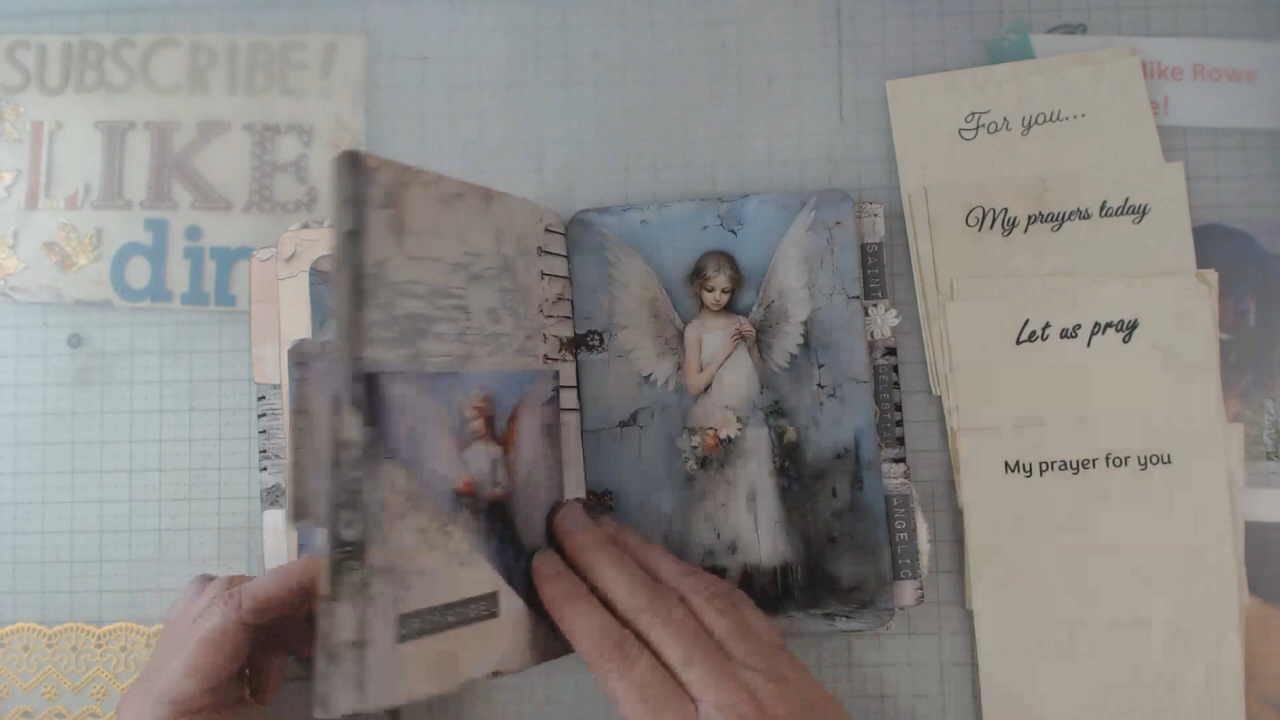 SUBSCRIBE!
LIKE
din
like Rowe
e!
For you...
My prayers today
Let us pray
My prayer for you
SAINT
CELESTIAL
ANGELIC